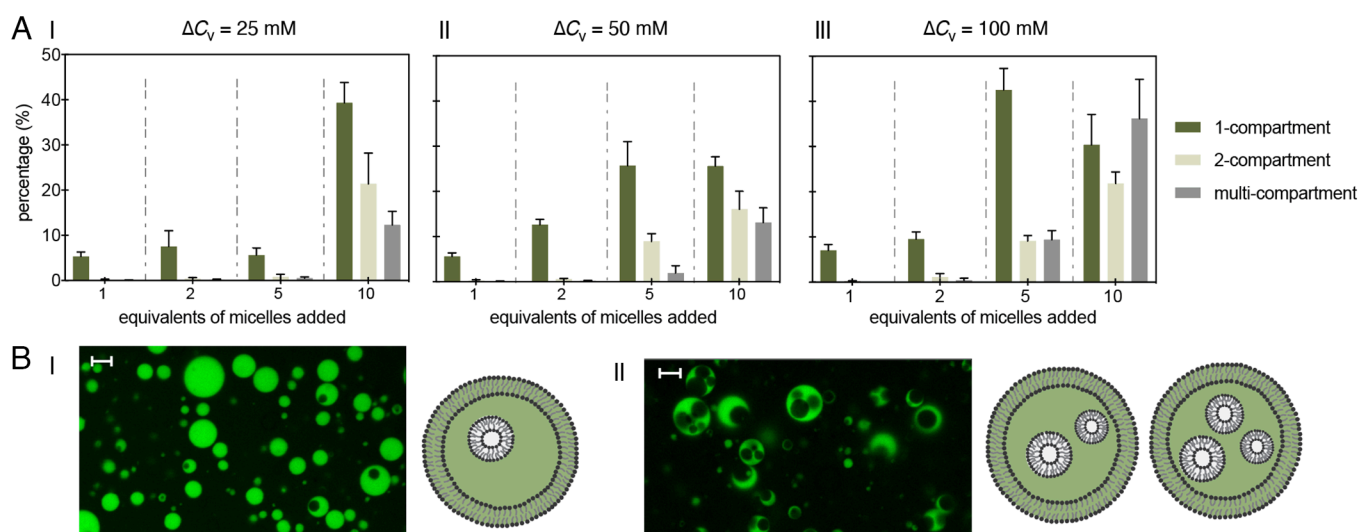 A I ΔCv = 25 mM II ΔCv = 50 mM III ΔCv = 100 mM
50
40
30
20
10
0
percentage (%)
1 2 5 10
equivalents of micelles added
1 2 5 10
equivalents of micelles added
1 2 5 10
equivalents of micelles added
1-compartment
2-compartment
multi-compartment
B I II